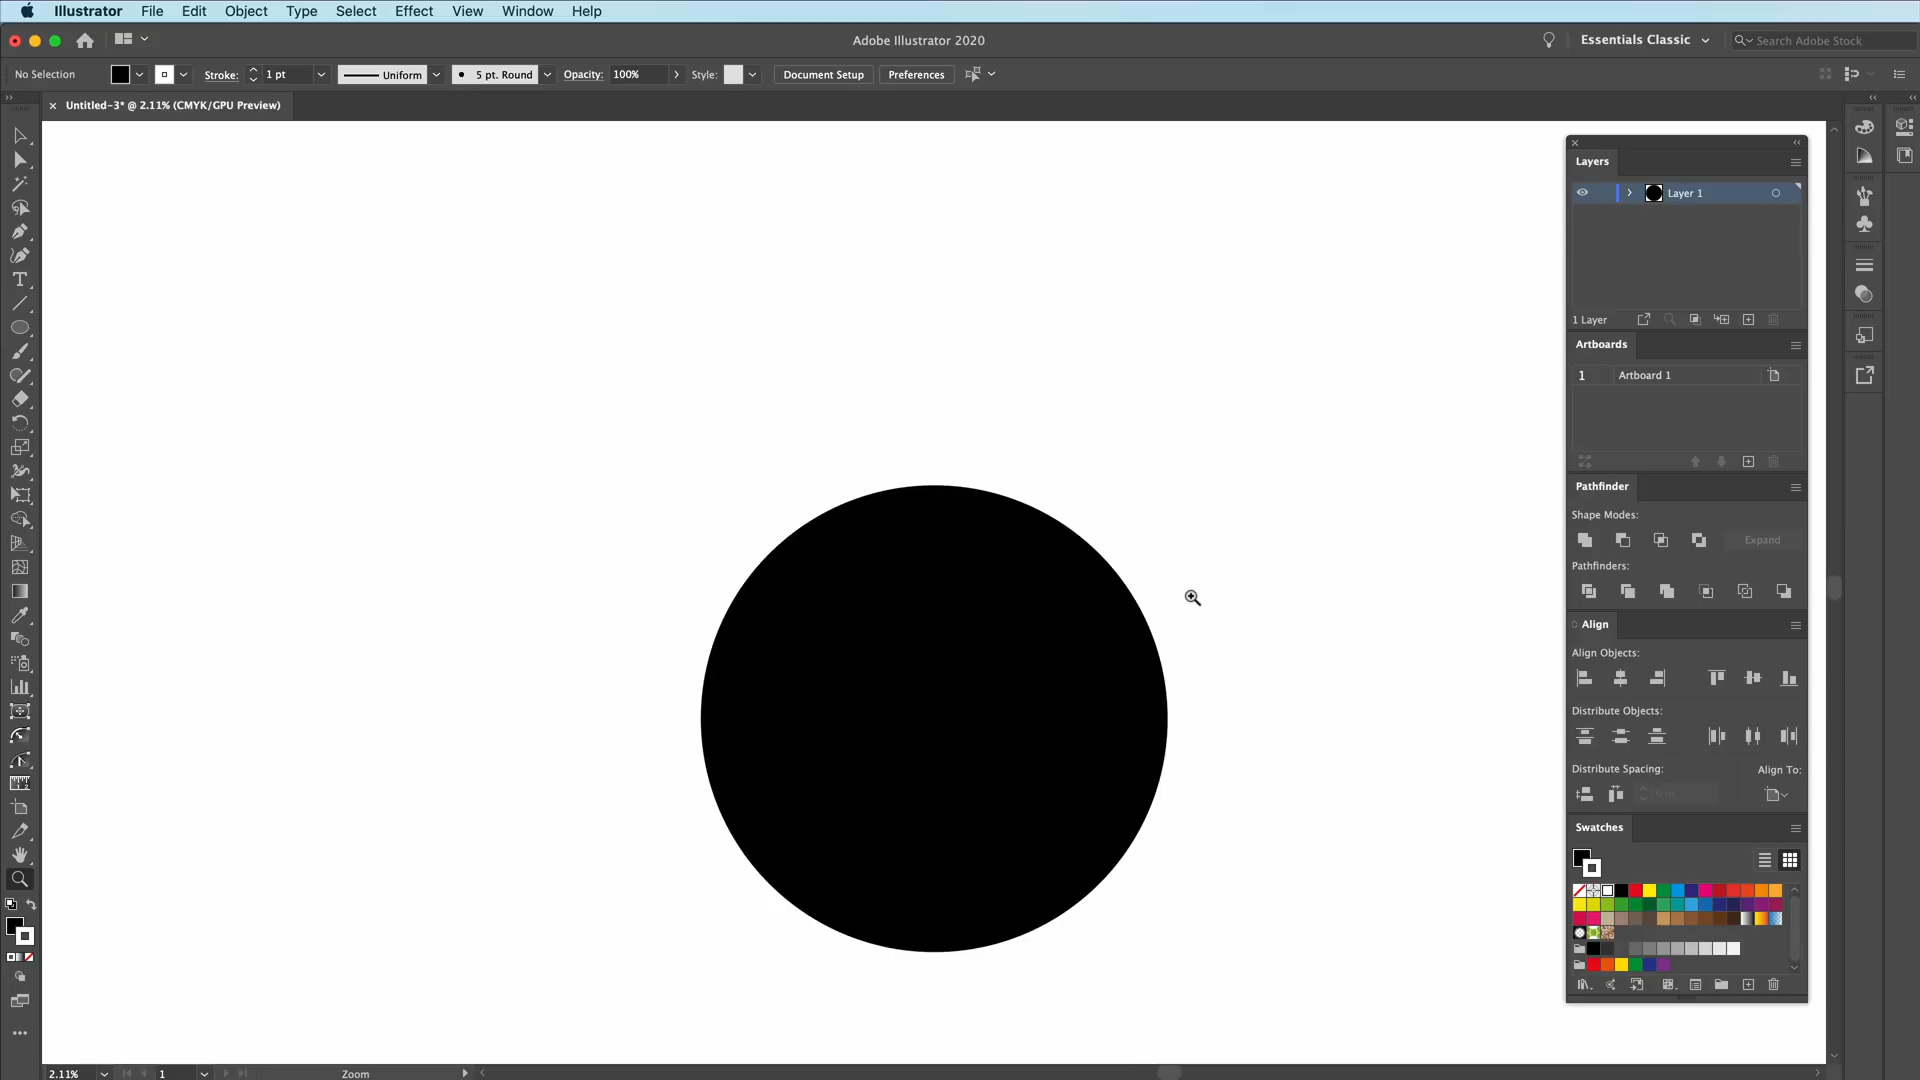 Illustrator File Edit Object Type Select Effect View Window Help
Adobe Illustrator 2020
Essentials Classic
Search Adobe Stock
No Selection
Stroke: 1 pt
Uniform
5 pt. Round
Opacity: 100%
Style:
Document Setup
Preferences
Untitled-3* @ 2.11% (CMYK/GPU Preview)
Layers
Layer 1
1 Layer
Artboards
1 Artboard 1
Pathfinder
Shape Modes:
Expand
Pathfinders:
Align
Align Objects:
Distribute Objects:
Distribute Spacing: Align To:
0 in
Swatches
2.11% 1 Zoom